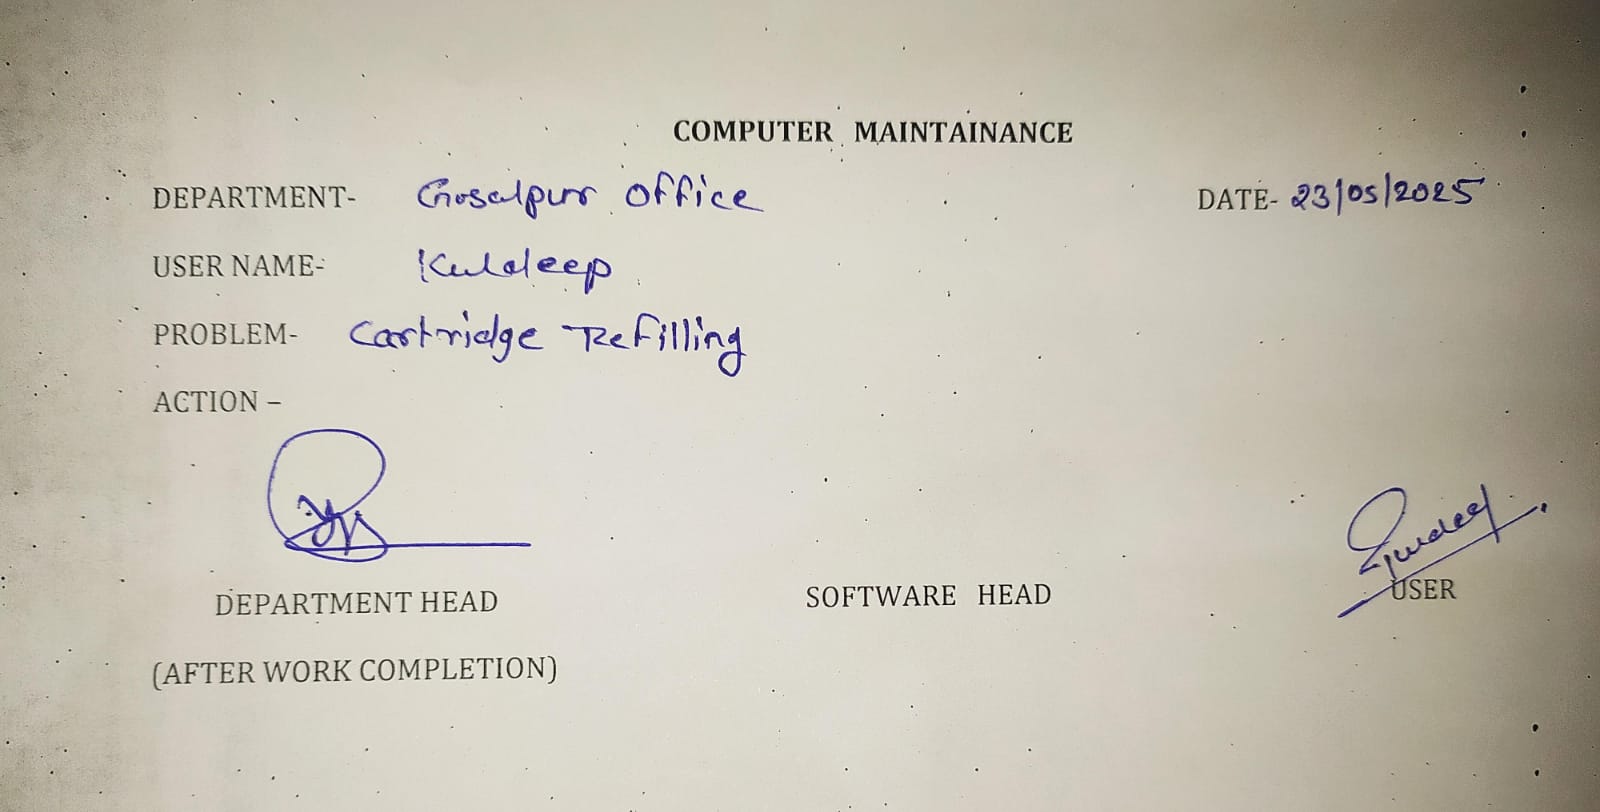 COMPUTER MAINTAINANCE
DEPARTMENT- Gosalpur Office DATE- 23/05/2025
USER NAME- Kuldeep
PROBLEM- Cartridge Refilling
ACTION –
DEPARTMENT HEAD SOFTWARE HEAD USER
(AFTER WORK COMPLETION)